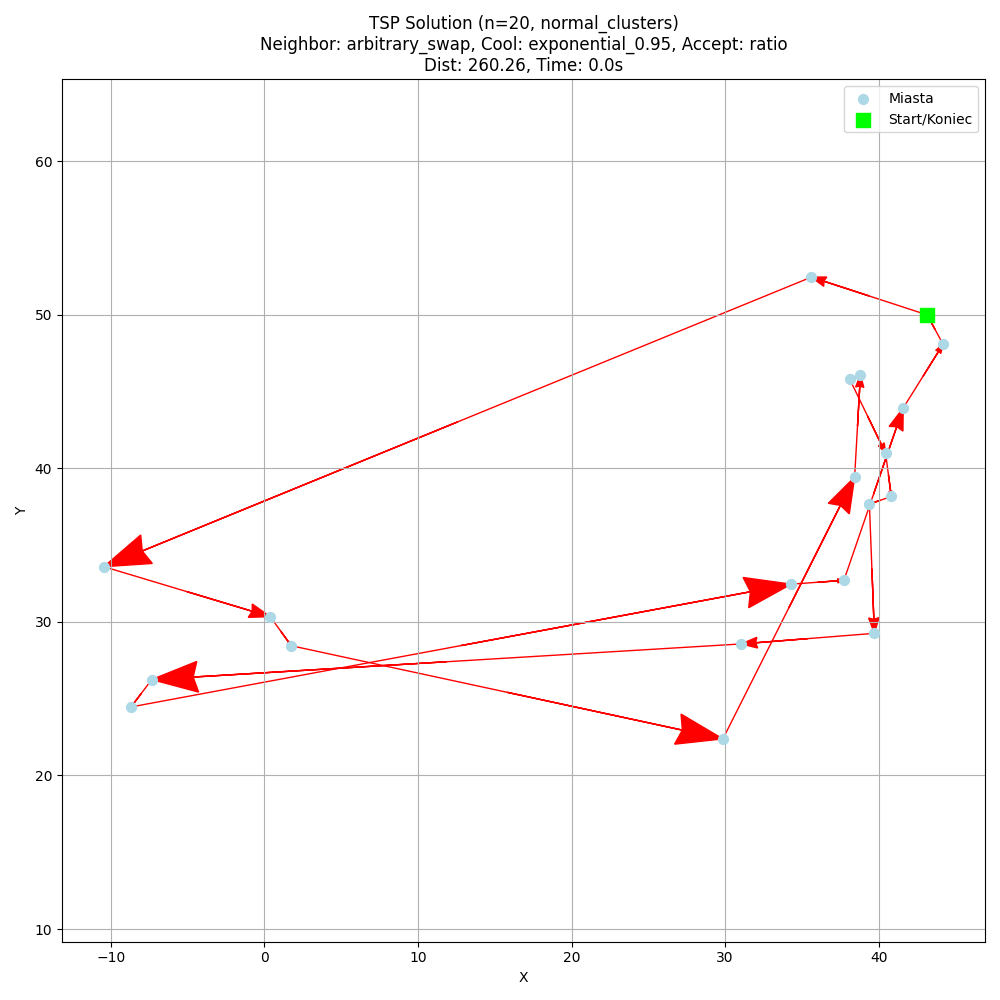 TSP Solution (n=20, normal_clusters)
Neighbor: arbitrary_swap, Cool: exponential_0.95, Accept: ratio
Dist: 260.26, Time: 0.0s
Miasta
Start/Koniec
60
50
40
30
20
10
Y
−10 0 10 20 30 40
X